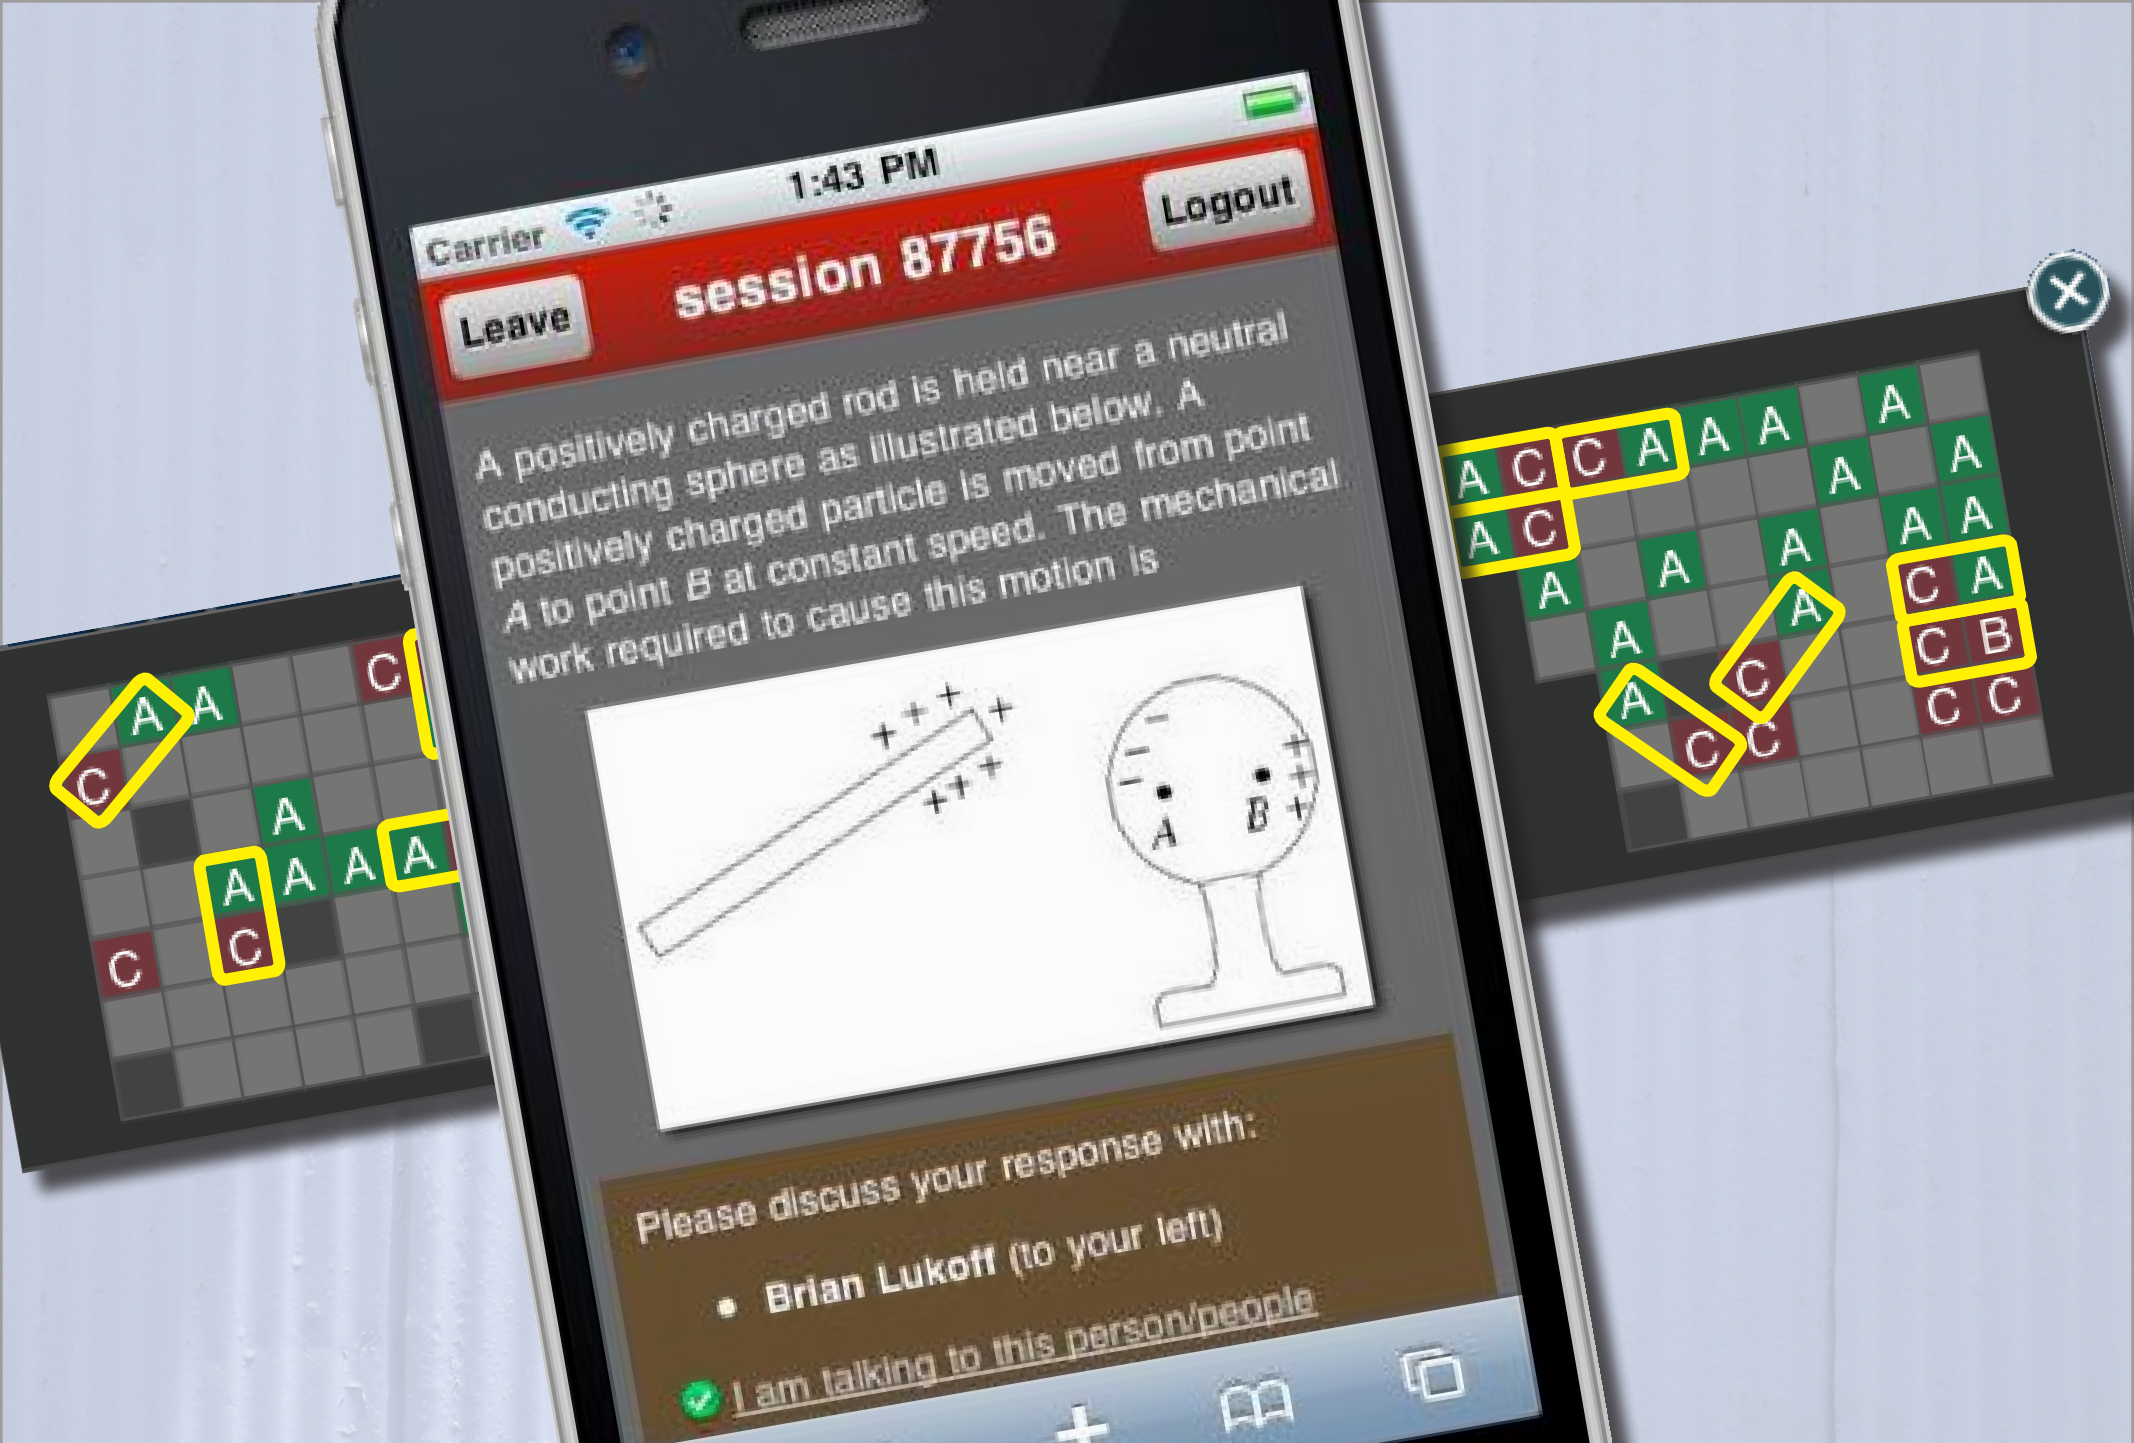 Carrier 1:43 PM
Leave session 87756 Logout
A positively charged rod is held near a neutral
conducting sphere as illustrated below. A
positively charged particle is moved from point
A to point B at constant speed. The mechanical
work required to cause this motion is
+ + + + + + +
− − − + + +
A B
Please discuss your response with:
• Brian Lukoff (to your left)
I am talking to this person/people
A A C
C
A
A A A A
C C
A C C A A A A
A C A A
A A A A A
A A C A
A C C B
C C C C